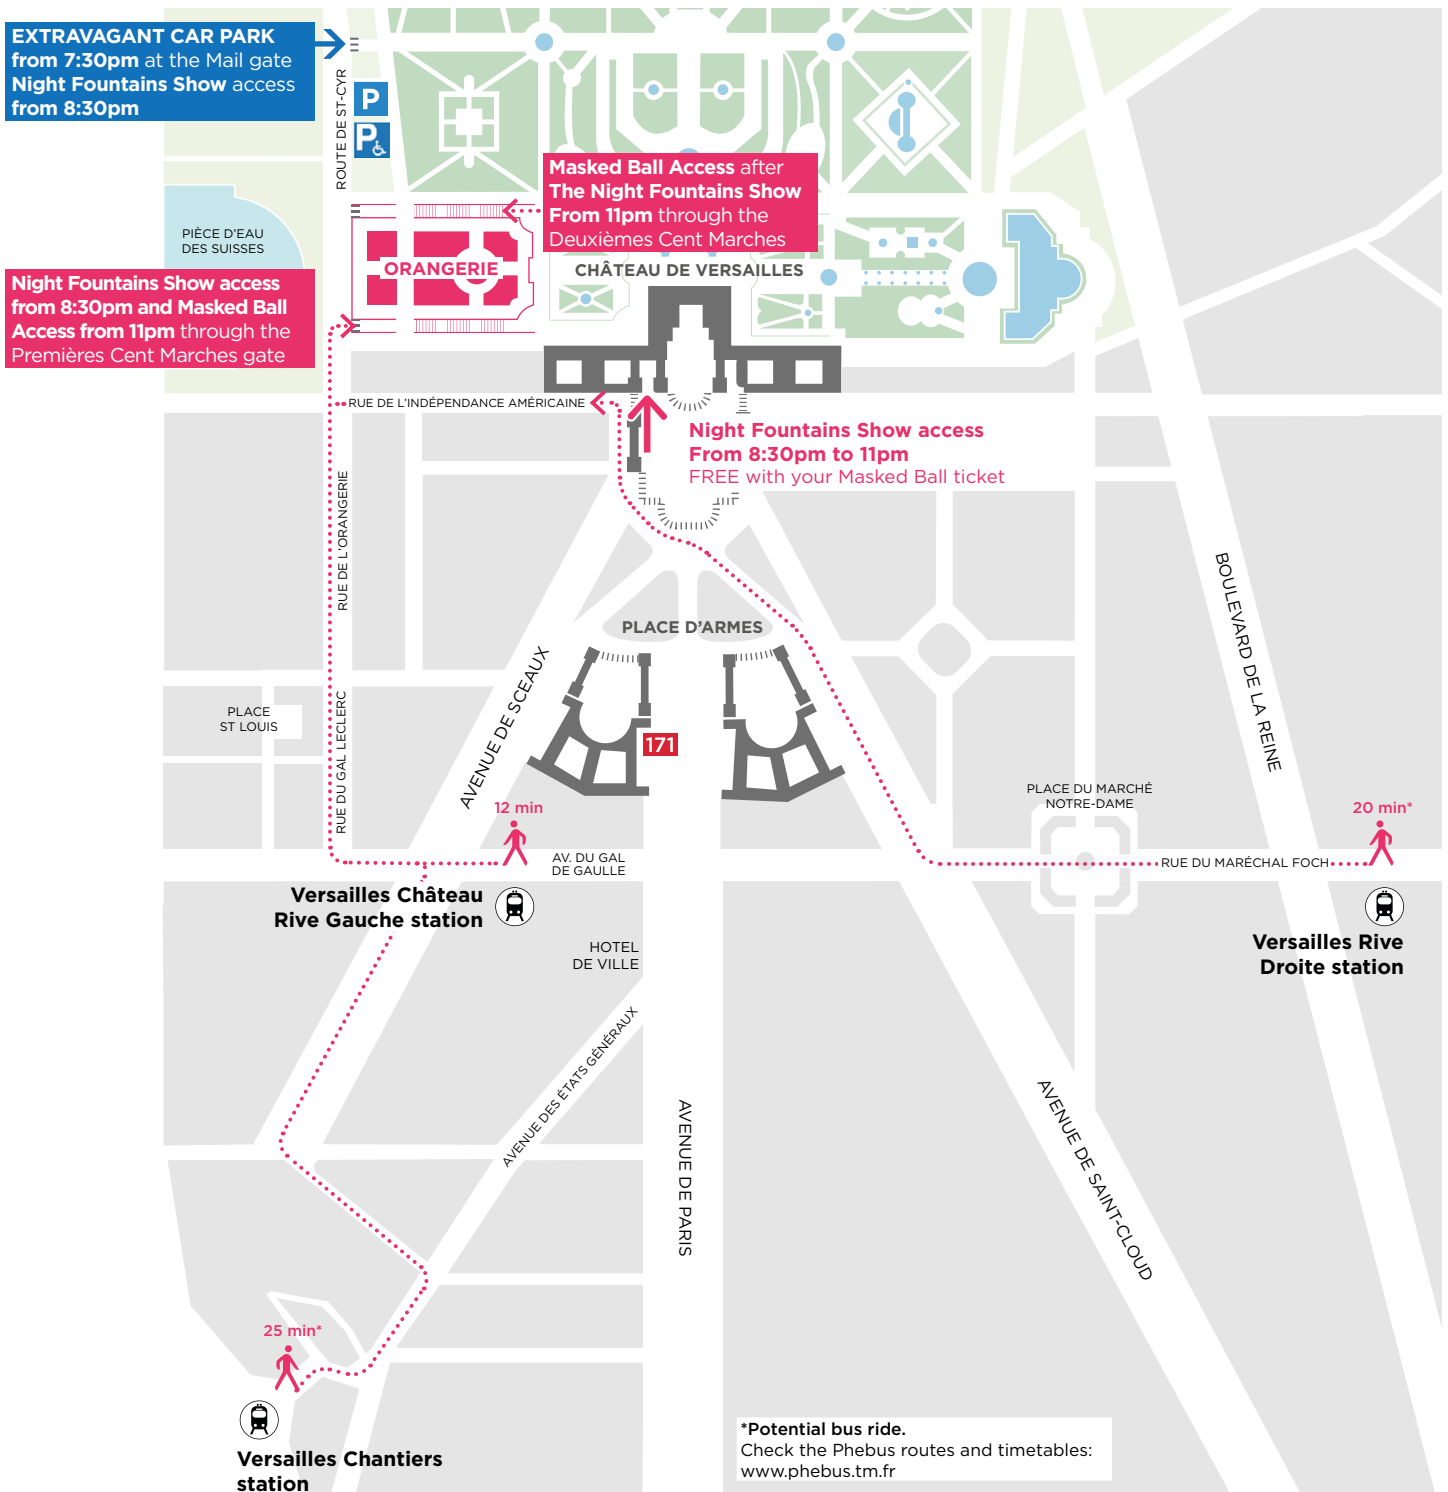 EXTRAVAGANT CAR PARK
from 7:30pm at the Mail gate
Night Fountains Show access
from 8:30pm
ROUTE DE ST-CYR
P
P
Masked Ball Access after
The Night Fountains Show
From 11pm through the
Deuxièmes Cent Marches
PIÈCE D'EAU
DES SUISSES
ORANGERIE
CHÂTEAU DE VERSAILLES
Night Fountains Show access
from 8:30pm and Masked Ball
Access from 11pm through the
Premières Cent Marches gate
RUE DE L'INDÉPENDANCE AMÉRICAINE
Night Fountains Show access
From 8:30pm to 11pm
FREE with your Masked Ball ticket
RUE DE L'ORANGERIE
BOULEVARD DE LA REINE
PLACE D'ARMES
AVENUE DE SCEAUX
PLACE
ST LOUIS
RUE DU GAL LECLERC
171
PLACE DU MARCHÉ
NOTRE-DAME
12 min
20 min*
AV. DU GAL
DE GAULLE
RUE DU MARÉCHAL FOCH
Versailles Château
Rive Gauche station
HOTEL
DE VILLE
Versailles Rive
Droite station
AVENUE DES ÉTATS GÉNÉRAUX
AVENUE DE PARIS
AVENUE DE SAINT-CLOUD
25 min*
Versailles Chantiers
station
*Potential bus ride.
Check the Phebus routes and timetables:
www.phebus.tm.fr